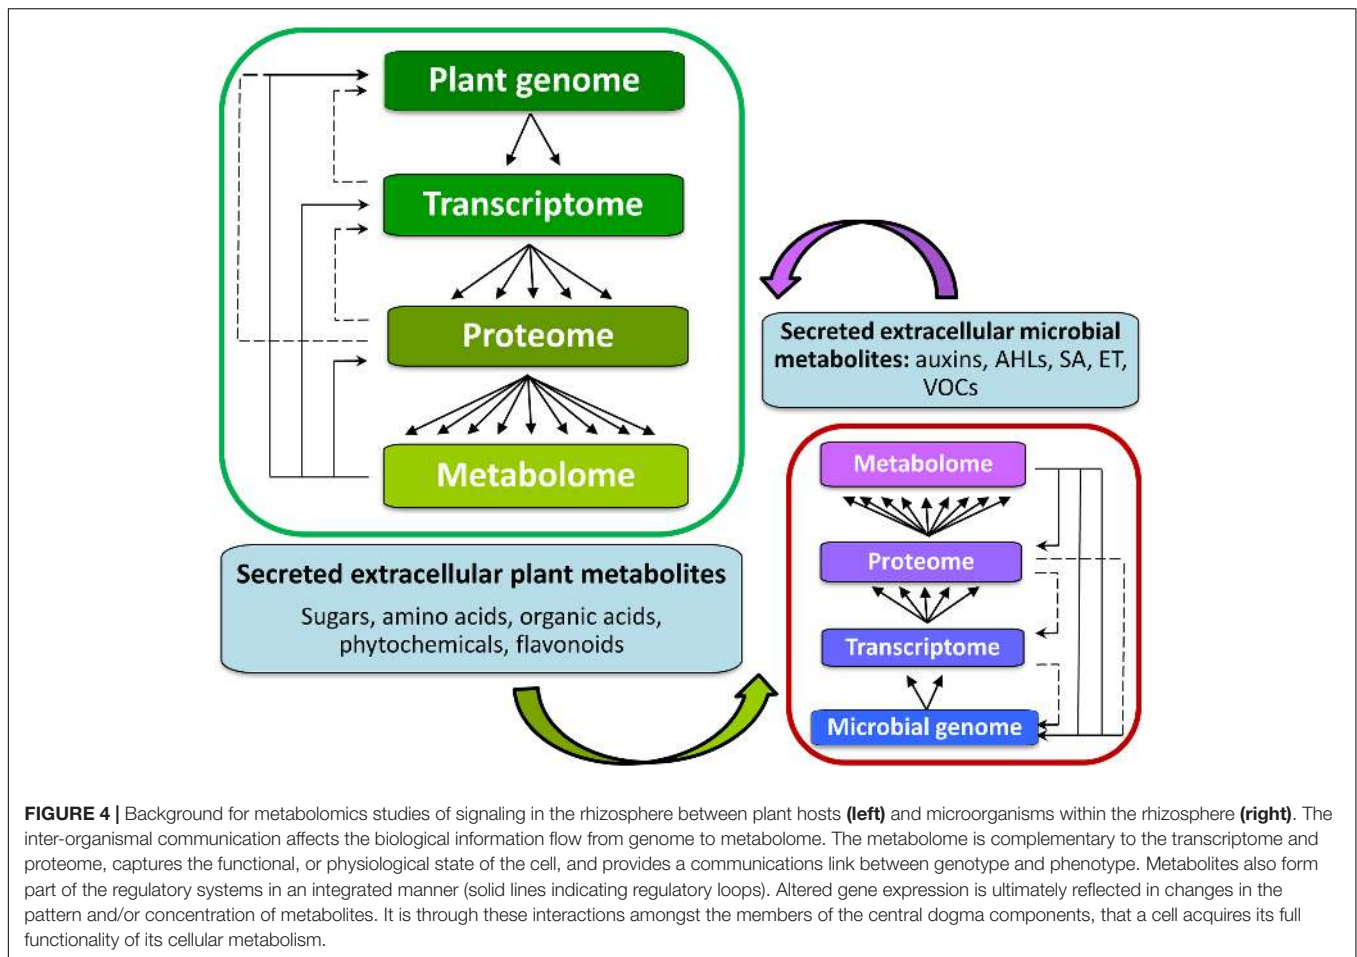 Plant genome
Transcriptome
Proteome
Metabolome
Secreted extracellular plant metabolites
Sugars, amino acids, organic acids,
phytochemicals, flavonoids
Secreted extracellular microbial
metabolites: auxins, AHLs, SA, ET,
VOCs
Metabolome
Proteome
Transcriptome
Microbial genome
FIGURE 4 | Background for metabolomics studies of signaling in the rhizosphere between plant hosts (left) and microorganisms within the rhizosphere (right). The
inter-organismal communication affects the biological information flow from genome to metabolome. The metabolome is complementary to the transcriptome and
proteome, captures the functional, or physiological state of the cell, and provides a communications link between genotype and phenotype. Metabolites also form
part of the regulatory systems in an integrated manner (solid lines indicating regulatory loops). Altered gene expression is ultimately reflected in changes in the
pattern and/or concentration of metabolites. It is through these interactions amongst the members of the central dogma components, that a cell acquires its full
functionality of its cellular metabolism.